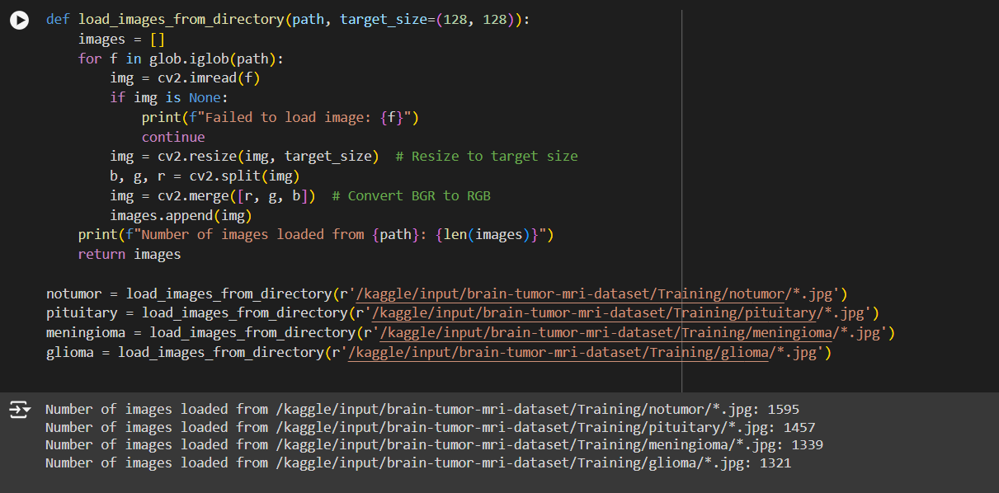 def load_images_from_directory(path, target_size=(128, 128)):
    images = []
    for f in glob.iglob(path):
        img = cv2.imread(f)
        if img is None:
            print(f"Failed to load image: {f}")
            continue
        img = cv2.resize(img, target_size)  # Resize to target size
        b, g, r = cv2.split(img)
        img = cv2.merge([r, g, b])  # Convert BGR to RGB
        images.append(img)
    print(f"Number of images loaded from {path}: {len(images)}")
    return images

notumor = load_images_from_directory(r'/kaggle/input/brain-tumor-mri-dataset/Training/notumor/*.jpg')
pituitary = load_images_from_directory(r'/kaggle/input/brain-tumor-mri-dataset/Training/pituitary/*.jpg')
meningioma = load_images_from_directory(r'/kaggle/input/brain-tumor-mri-dataset/Training/meningioma/*.jpg')
glioma = load_images_from_directory(r'/kaggle/input/brain-tumor-mri-dataset/Training/glioma/*.jpg')

Number of images loaded from /kaggle/input/brain-tumor-mri-dataset/Training/notumor/*.jpg: 1595
Number of images loaded from /kaggle/input/brain-tumor-mri-dataset/Training/pituitary/*.jpg: 1457
Number of images loaded from /kaggle/input/brain-tumor-mri-dataset/Training/meningioma/*.jpg: 1339
Number of images loaded from /kaggle/input/brain-tumor-mri-dataset/Training/glioma/*.jpg: 1321